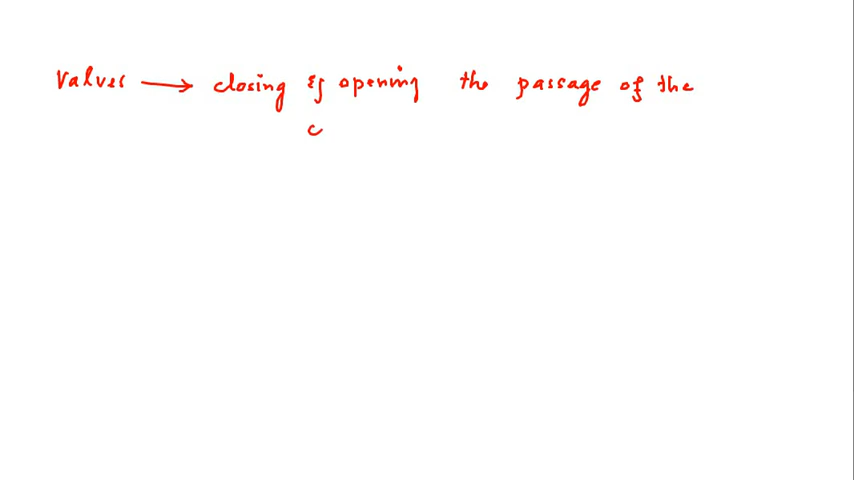 Valves ⟶ closing & opening the passage of the
c